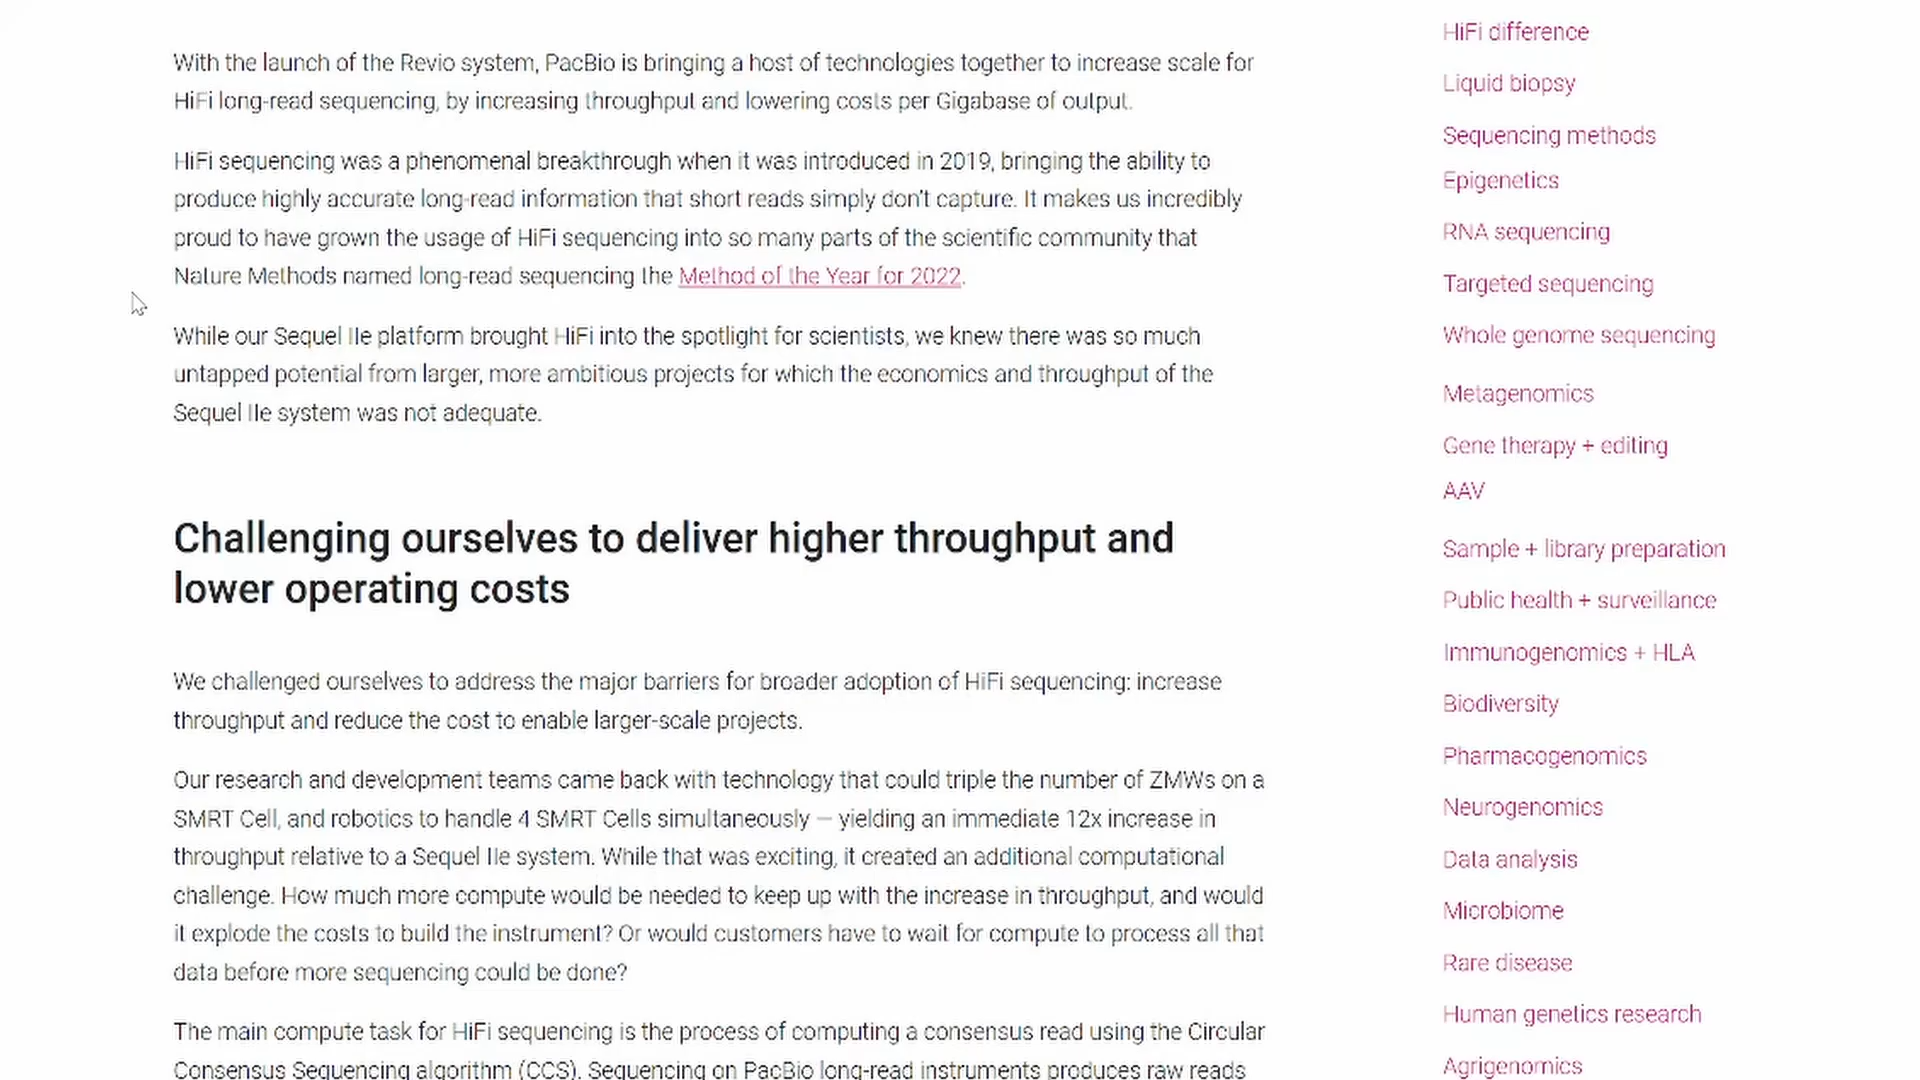 With the launch of the Revio system, PacBio is bringing a host of technologies together to increase scale for
HiFi long-read sequencing, by increasing throughput and lowering costs per Gigabase of output.
HiFi sequencing was a phenomenal breakthrough when it was introduced in 2019, bringing the ability to
produce highly accurate long-read information that short reads simply don't capture. It makes us incredibly
proud to have grown the usage of HiFi sequencing into so many parts of the scientific community that
Nature Methods named long-read sequencing the Method of the Year for 2022.
While our Sequel IIe platform brought HiFi into the spotlight for scientists, we knew there was so much
untapped potential from larger, more ambitious projects for which the economics and throughput of the
Sequel IIe system was not adequate.
Challenging ourselves to deliver higher throughput and
lower operating costs
We challenged ourselves to address the major barriers for broader adoption of HiFi sequencing: increase
throughput and reduce the cost to enable larger-scale projects.
Our research and development teams came back with technology that could triple the number of ZMWs on a
SMRT Cell, and robotics to handle 4 SMRT Cells simultaneously — yielding an immediate 12x increase in
throughput relative to a Sequel IIe system. While that was exciting, it created an additional computational
challenge. How much more compute would be needed to keep up with the increase in throughput, and would
it explode the costs to build the instrument? Or would customers have to wait for compute to process all that
data before more sequencing could be done?
The main compute task for HiFi sequencing is the process of computing a consensus read using the Circular
Consensus Sequencing algorithm (CCS). Sequencing on PacBio long-read instruments produces raw reads
HiFi difference
Liquid biopsy
Sequencing methods
Epigenetics
RNA sequencing
Targeted sequencing
Whole genome sequencing
Metagenomics
Gene therapy + editing
AAV
Sample + library preparation
Public health + surveillance
Immunogenomics + HLA
Biodiversity
Pharmacogenomics
Neurogenomics
Data analysis
Microbiome
Rare disease
Human genetics research
Agrigenomics